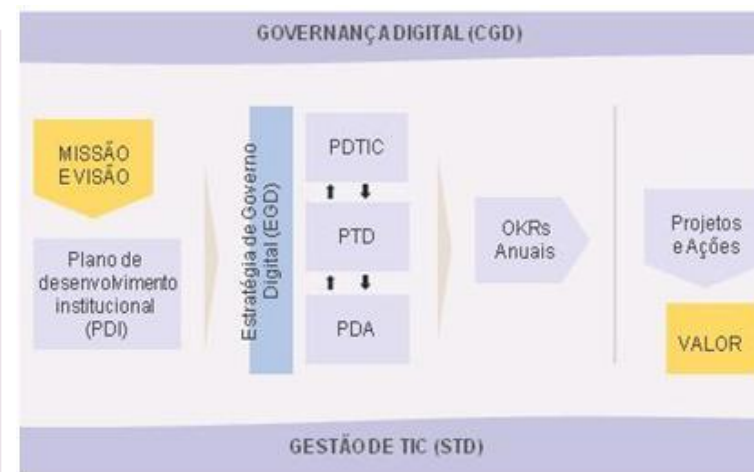 GOVERNANÇA DIGITAL (CGD)
MISSÃO
E VISÃO
Plano de
desenvolvimento
institucional
(PDI)
Estratégia de Governo
Digital (EGD)
PDTIC
PTD
PDA
OKRs
Anuais
Projetos
e Ações
VALOR
GESTÃO DE TIC (STD)